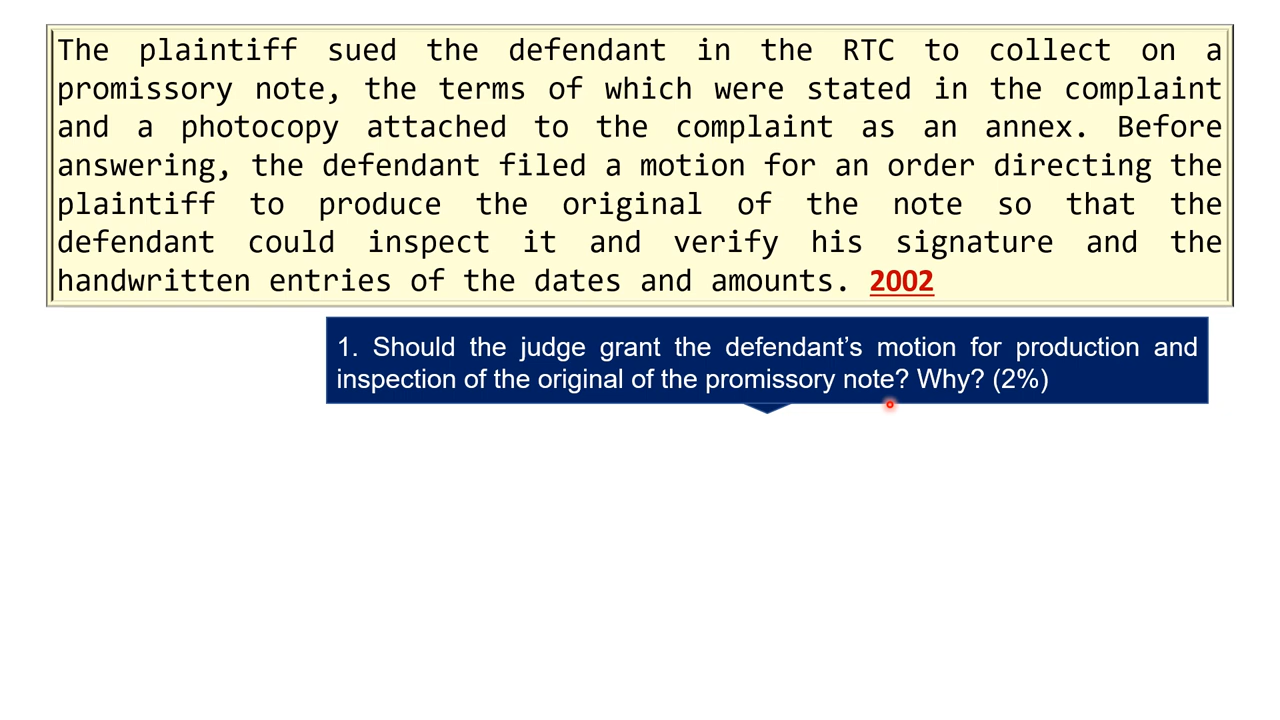 The plaintiff sued the defendant in the RTC to collect on a
promissory note, the terms of which were stated in the complaint
and a photocopy attached to the complaint as an annex. Before
answering, the defendant filed a motion for an order directing the
plaintiff to produce the original of the note so that the
defendant could inspect it and verify his signature and the
handwritten entries of the dates and amounts. 2002
1. Should the judge grant the defendant’s motion for production and
inspection of the original of the promissory note? Why? (2%)